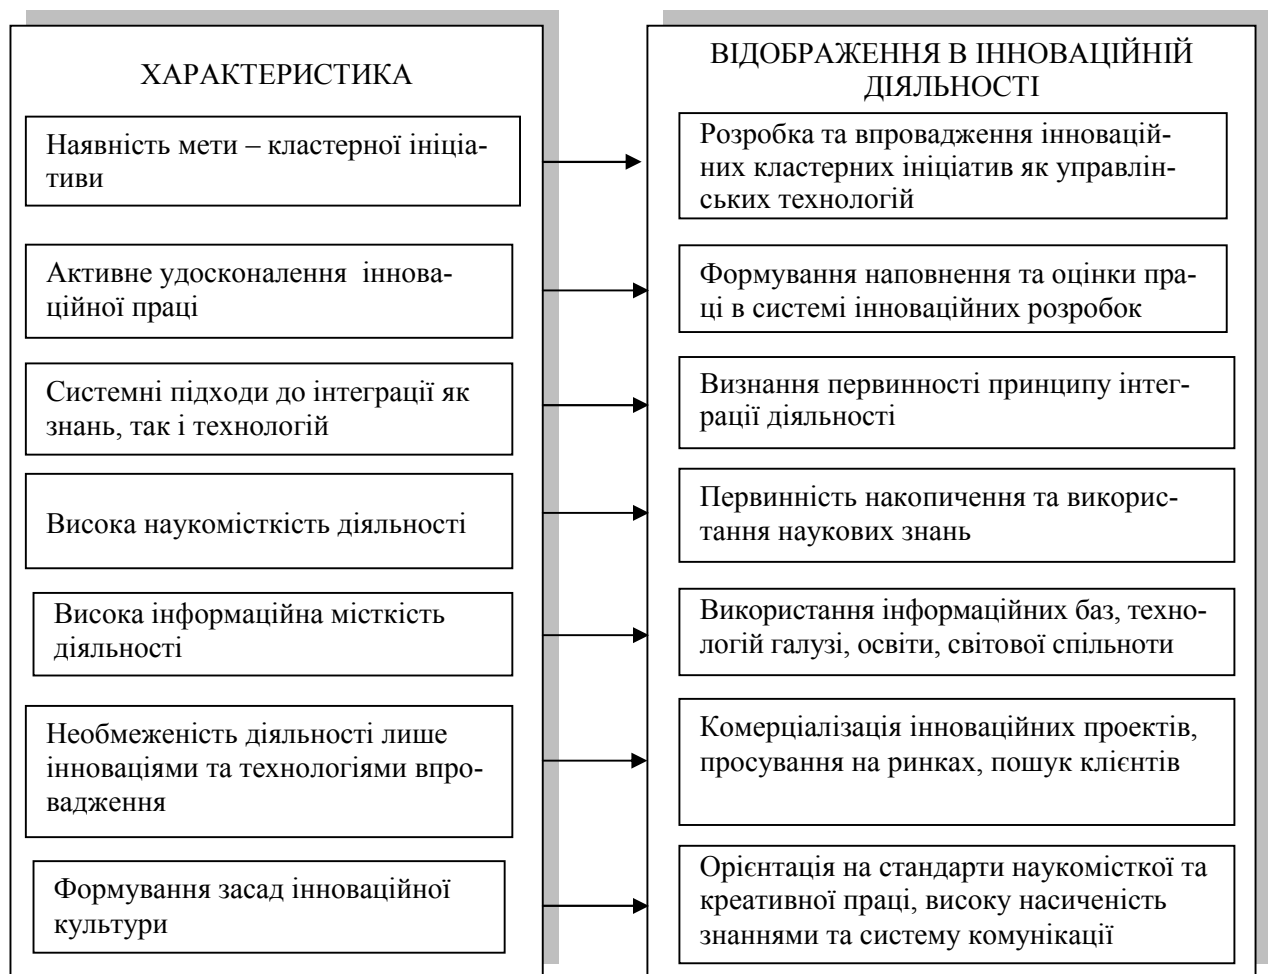 ХАРАКТЕРИСТИКА
Наявність мети – кластерної ініціа-
тиви
Активне удосконалення іннова-
ційної праці
Системні підходи до інтеграції як
знань, так і технологій
Висока наукомісткість діяльності
Висока інформаційна місткість
діяльності
Необмеженість діяльності лише
інноваціями та технологіями впро-
вадження
Формування засад інноваційної
культури
ВІДОБРАЖЕННЯ В ІННОВАЦІЙНІЙ
ДІЯЛЬНОСТІ
Розробка та впровадження інновацій-
них кластерних ініціатив як управлін-
ських технологій
Формування наповнення та оцінки пра-
ці в системі інноваційних розробок
Визнання первинності принципу інтег-
рації діяльності
Первинність накопичення та викорис-
тання наукових знань
Використання інформаційних баз, техно-
логій галузі, освіти, світової спільноти
Комерціалізація інноваційних проектів,
просування на ринках, пошук клієнтів
Орієнтація на стандарти наукомісткої та
креативної праці, високу насиченість
знаннями та систему комунікації